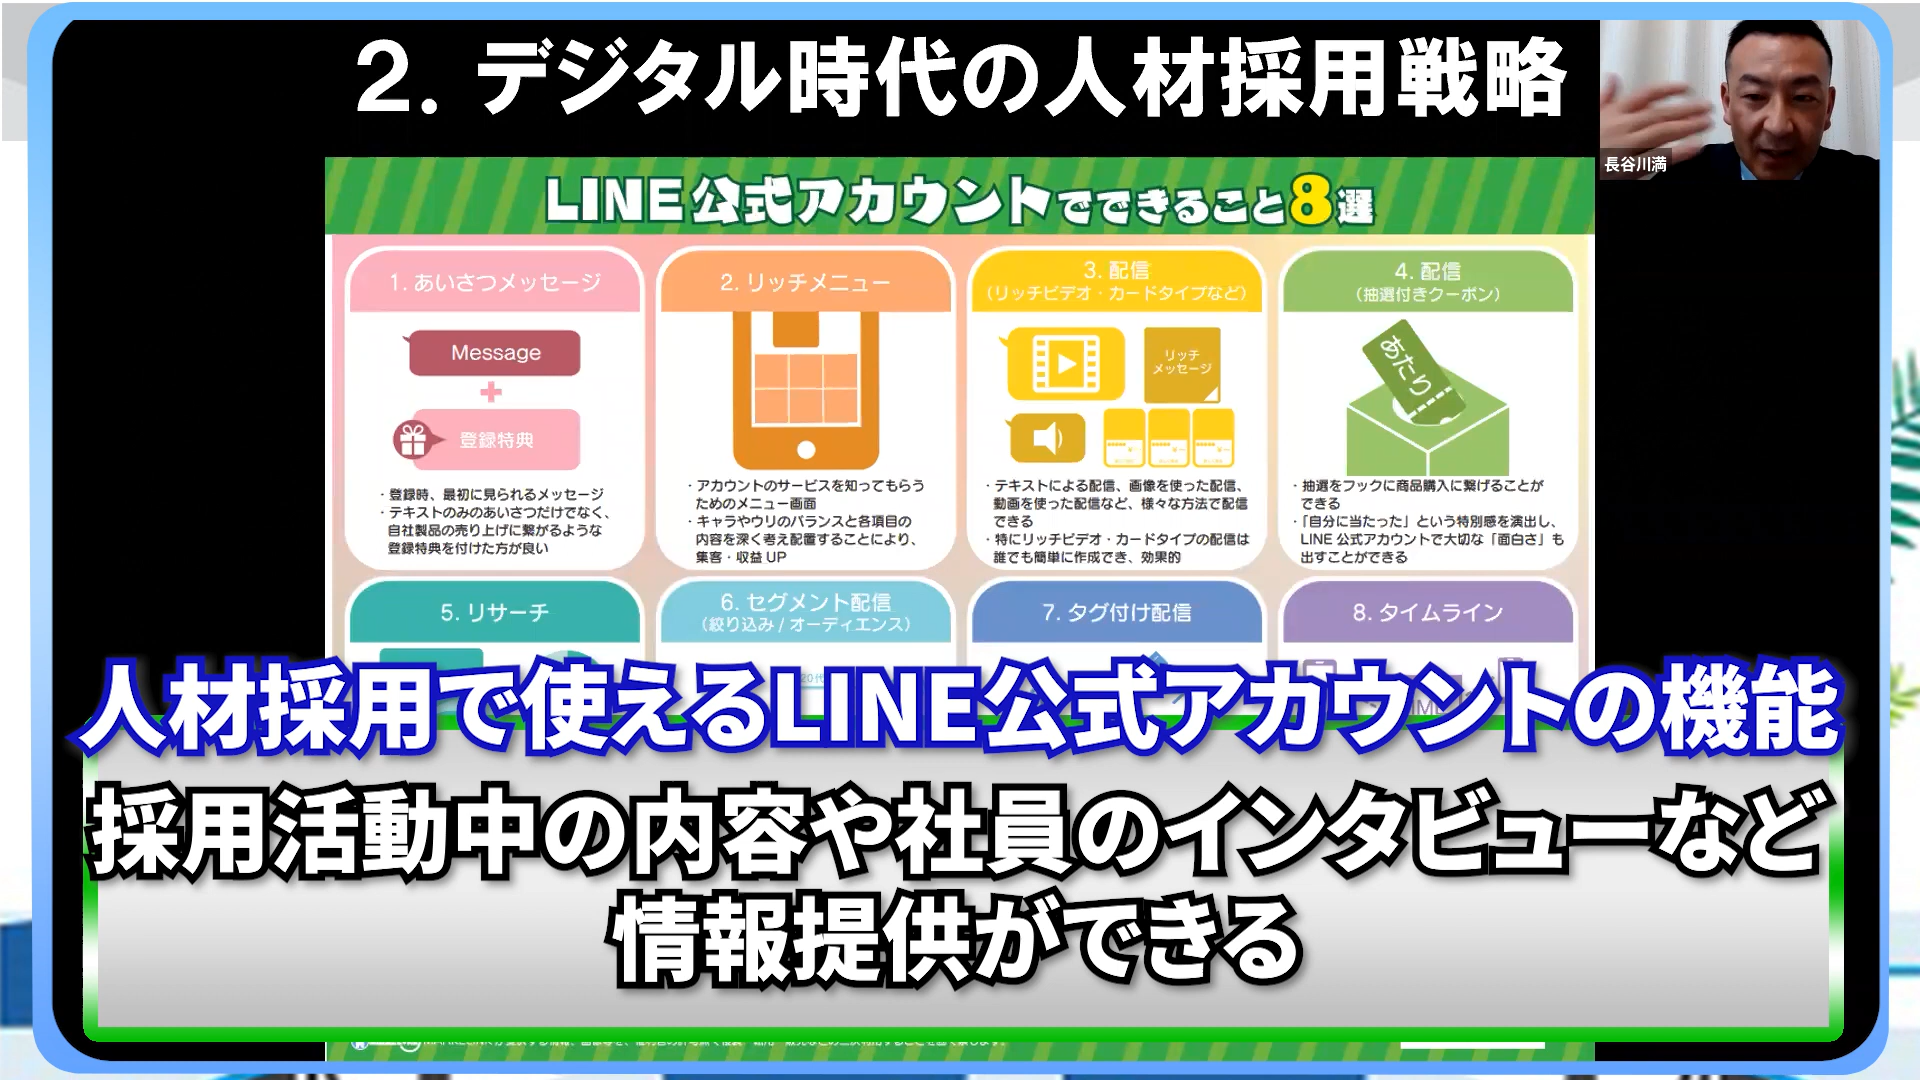 2. デジタル時代の人材採用戦略
長谷川満
LINE公式アカウントでできること8選
1. あいさつメッセージ
Message
登録特典
・登録時、最初に見られるメッセージ
・テキストのみのあいさつだけでなく、
自社製品の売り上げに繋がるような
登録特典を付けた方が良い
2. リッチメニュー
・アカウントのサービスを知ってもらう
ためのメニュー画面
・キャラやウリのバランスと各項目の
内容を深く考え配置することにより、
集客・収益 UP
3. 配信
（リッチビデオ・カードタイプなど）
リッチ
メッセージ
・テキストによる配信、画像を使った配信、
動画を使った配信など、様々な方法で配信
できる
・特にリッチビデオ・カードタイプの配信は
誰でも簡単に作成でき、効果的
4. 配信
（抽選付きクーポン）
あたり
・抽選をフックに商品購入に繋げることが
できる
・「自分に当たった」という特別感を演出し、
LINE 公式アカウントで大切な「面白さ」も
出すことができる
5. リサーチ
6. セグメント配信
（絞り込み / オーディエンス）
20代
7. タグ付け配信
8. タイムライン
人材採用で使えるLINE公式アカウントの機能
採用活動中の内容や社員のインタビューなど
情報提供ができる